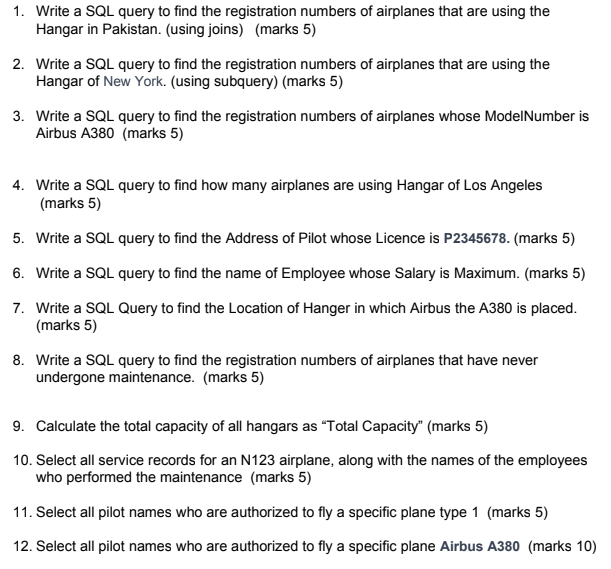 1. Write a SQL query to find the registration numbers of airplanes that are using the
Hangar in Pakistan. (using joins) (marks 5)
2. Write a SQL query to find the registration numbers of airplanes that are using the
Hangar of New York. (using subquery) (marks 5)
3. Write a SQL query to find the registration numbers of airplanes whose ModelNumber is
Airbus A380 (marks 5)
4. Write a SQL query to find how many airplanes are using Hangar of Los Angeles
(marks 5)
5. Write a SQL query to find the Address of Pilot whose Licence is P2345678. (marks 5)
6. Write a SQL query to find the name of Employee whose Salary is Maximum. (marks 5)
7. Write a SQL Query to find the Location of Hanger in which Airbus the A380 is placed.
(marks 5)
8. Write a SQL query to find the registration numbers of airplanes that have never
undergone maintenance. (marks 5)
9. Calculate the total capacity of all hangars as “Total Capacity” (marks 5)
10. Select all service records for an N123 airplane, along with the names of the employees
who performed the maintenance (marks 5)
11. Select all pilot names who are authorized to fly a specific plane type 1 (marks 5)
12. Select all pilot names who are authorized to fly a specific plane Airbus A380 (marks 10)